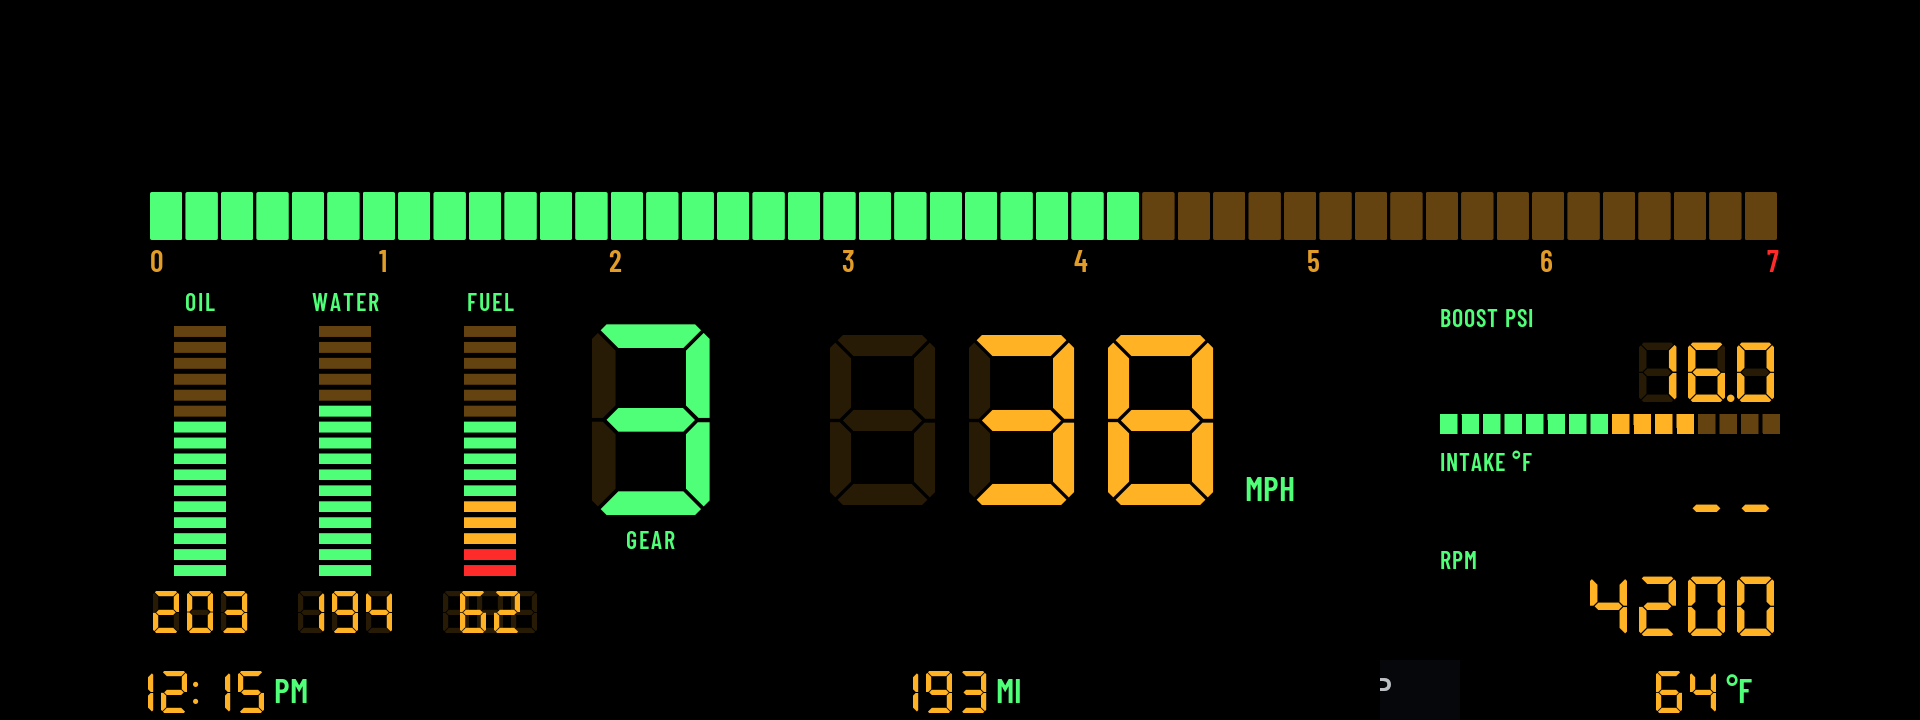 0 1 2 3 4 5 6 7
OIL WATER FUEL
BOOST PSI
16.0
3 38 MPH
INTAKE °F
--
GEAR
RPM
4200
203 194 62
12:15 PM 193 MI P 64 °F